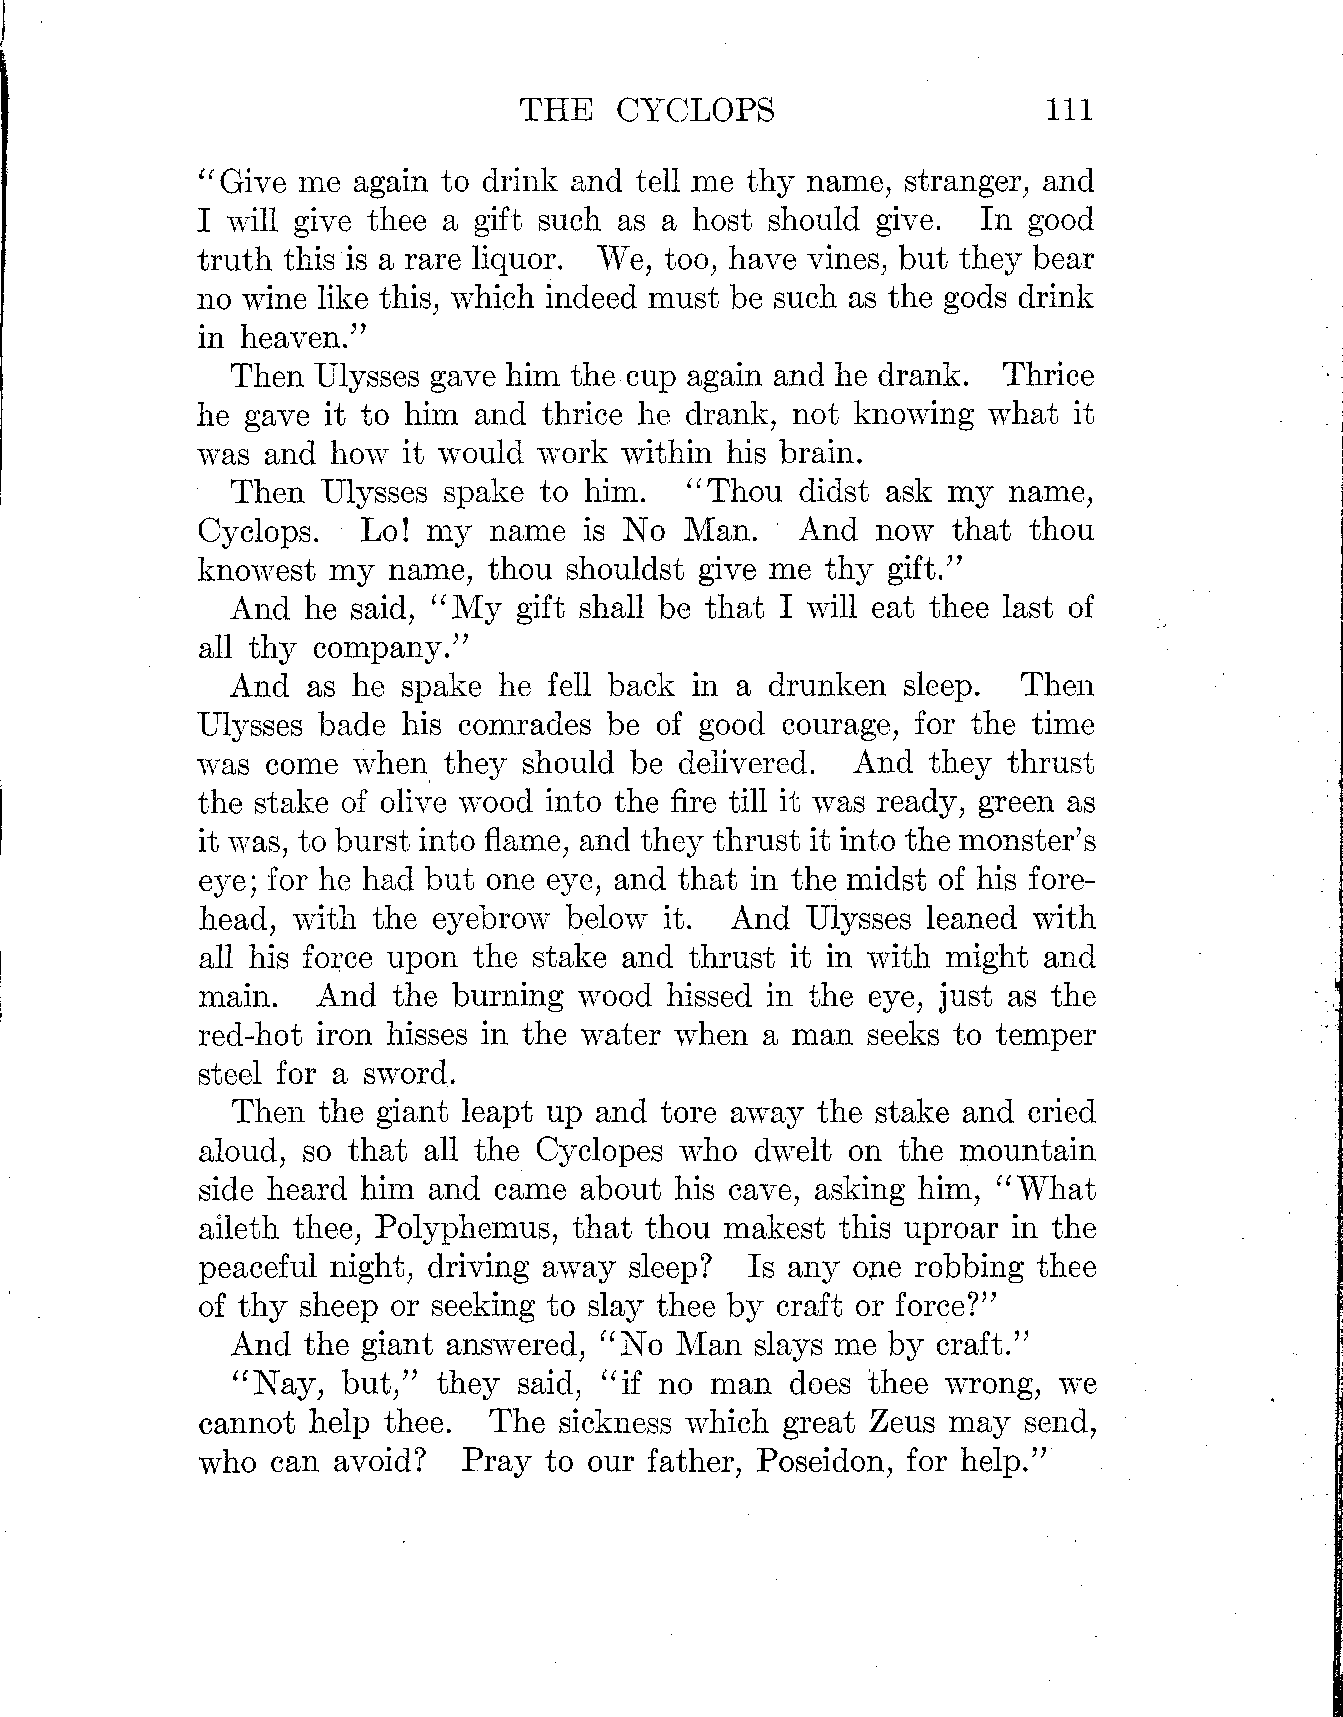 THE CYCLOPS 111
"Give me again to drink and tell me thy name, stranger, and
I will give thee a gift such as a host should give. In good
truth this is a rare liquor. We, too, have vines, but they bear
no wine like this, which indeed must be such as the gods drink
in heaven."
Then Ulysses gave him the cup again and he drank. Thrice
he gave it to him and thrice he drank, not knowing what it
was and how it would work within his brain.
Then Ulysses spake to him. "Thou didst ask my name,
Cyclops. Lo! my name is No Man. And now that thou
knowest my name, thou shouldst give me thy gift."
And he said, "My gift shall be that I will eat thee last of
all thy company."
And as he spake he fell back in a drunken sleep. Then
Ulysses bade his comrades be of good courage, for the time
was come when they should be delivered. And they thrust
the stake of olive wood into the fire till it was ready, green as
it was, to burst into flame, and they thrust it into the monster's
eye; for he had but one eye, and that in the midst of his fore-
head, with the eyebrow below it. And Ulysses leaned with
all his force upon the stake and thrust it in with might and
main. And the burning wood hissed in the eye, just as the
red-hot iron hisses in the water when a man seeks to temper
steel for a sword.
Then the giant leapt up and tore away the stake and cried
aloud, so that all the Cyclopes who dwelt on the mountain
side heard him and came about his cave, asking him, "What
aileth thee, Polyphemus, that thou makest this uproar in the
peaceful night, driving away sleep? Is any one robbing thee
of thy sheep or seeking to slay thee by craft or force?"
And the giant answered, "No Man slays me by craft."
"Nay, but," they said, "if no man does thee wrong, we
cannot help thee. The sickness which great Zeus may send,
who can avoid? Pray to our father, Poseidon, for help."